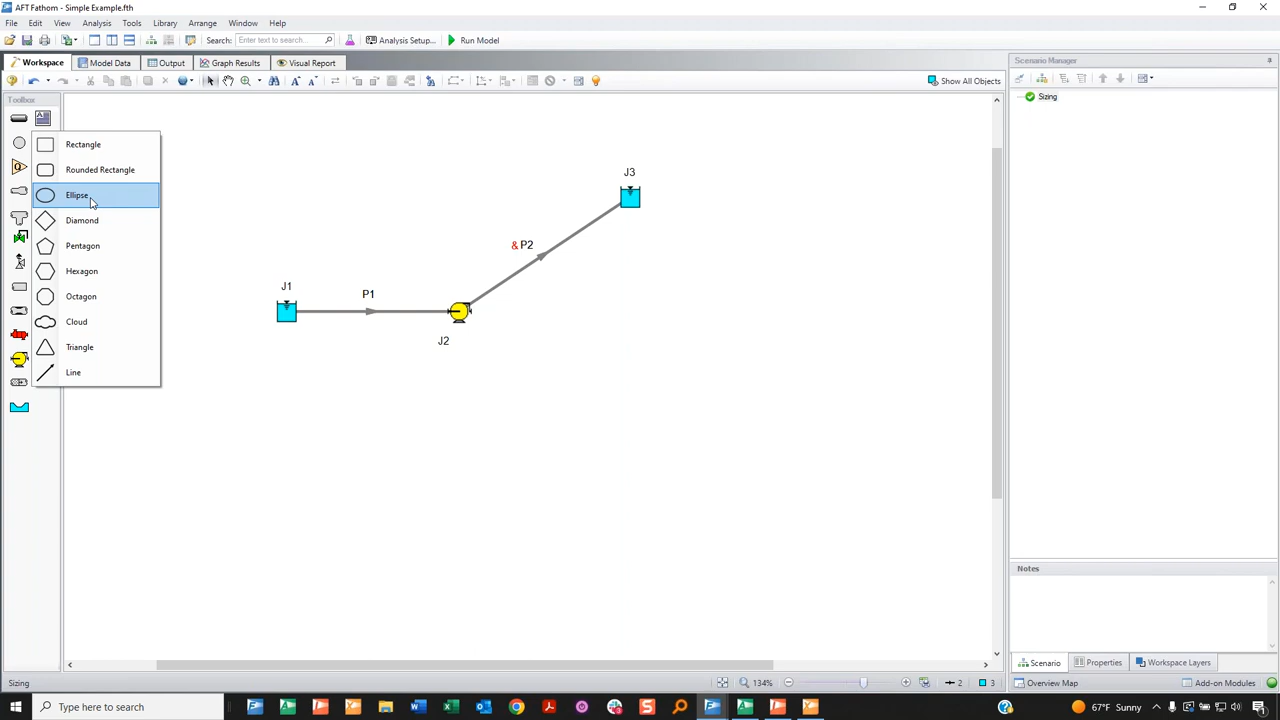 AFT Fathom - Simple Example.fth
File Edit View Analysis Tools Library Arrange Window Help
Search: Enter text to search... Analysis Setup... Run Model
Workspace Model Data Output Graph Results Visual Report
Show All Objects
Toolbox
Rectangle
Rounded Rectangle
Ellipse
Diamond
Pentagon
Hexagon
Octagon
Cloud
Triangle
Line
J3
& P2
J1
P1
J2
Scenario Manager
Sizing
Notes
Scenario Properties Workspace Layers
Sizing 134% 2 3 Overview Map Add-on Modules
Type here to search 67°F Sunny